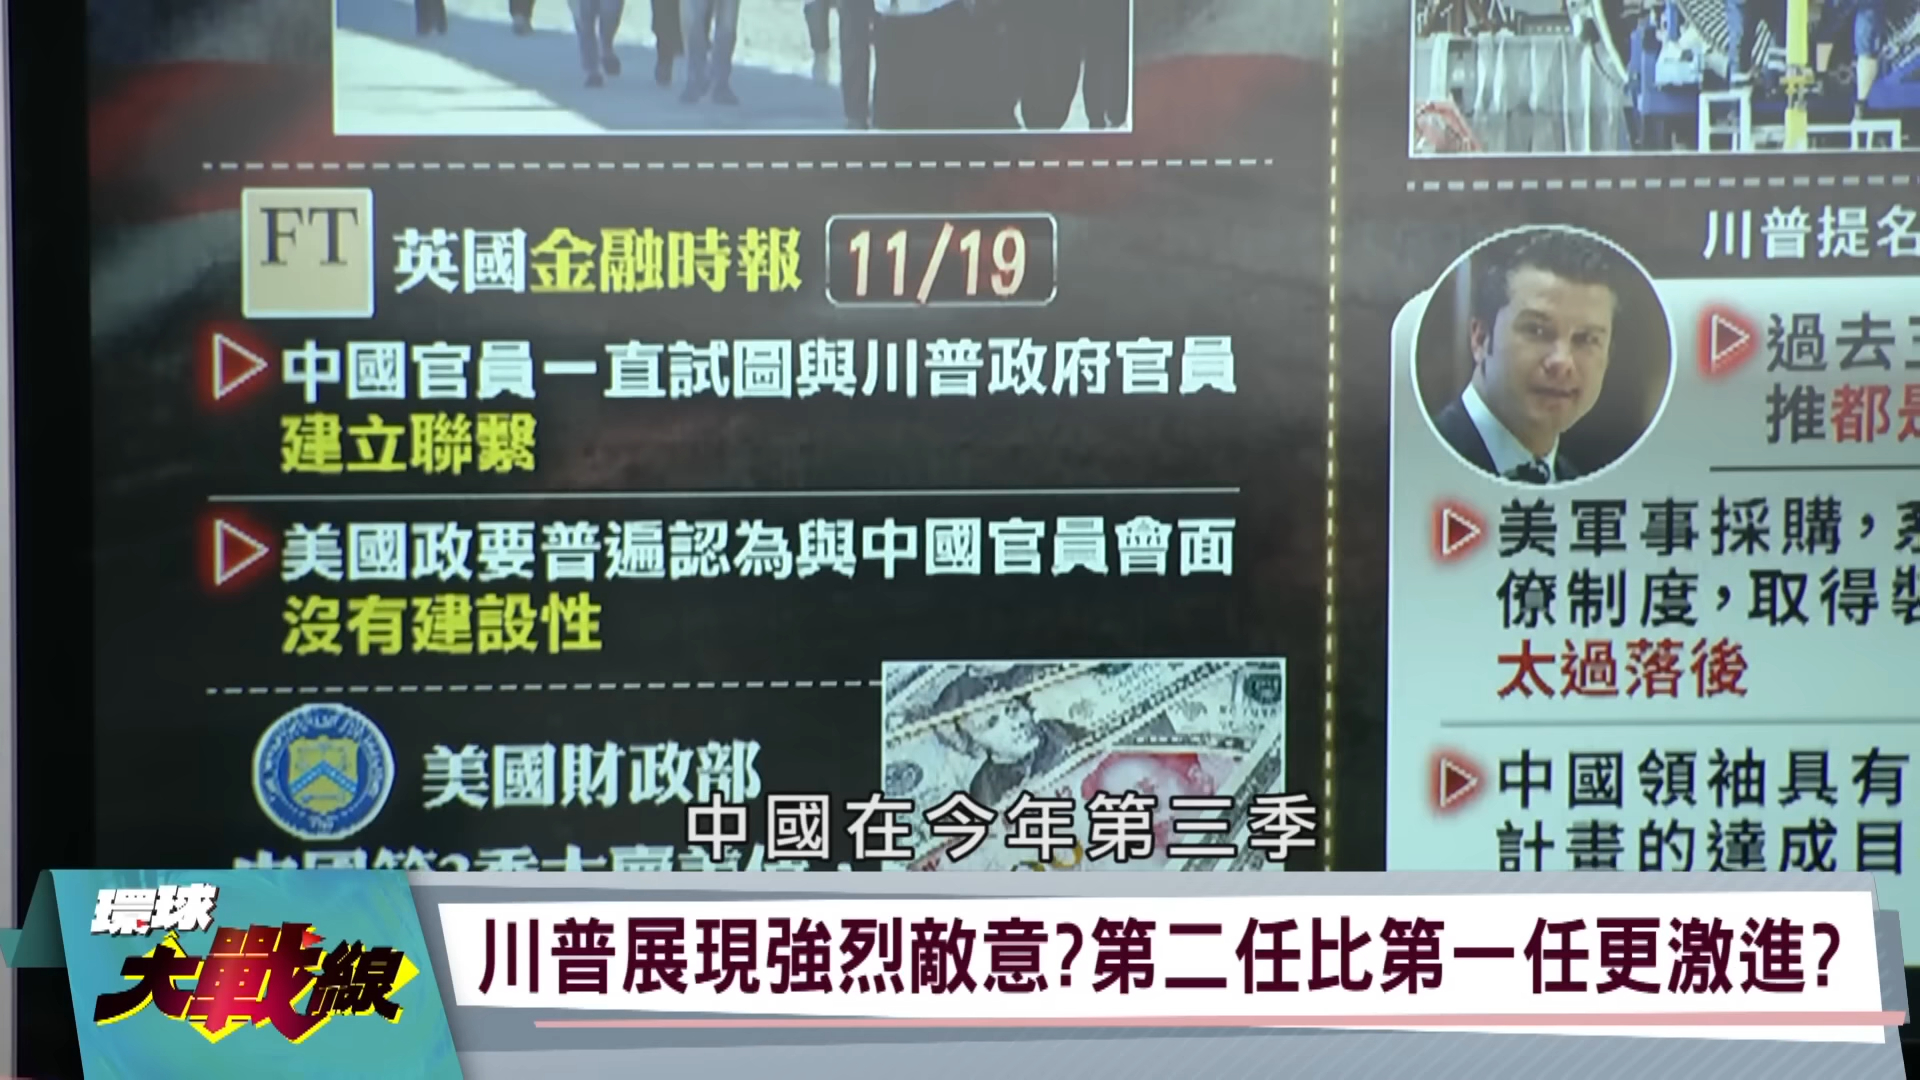 FT
英國金融時報 11/19
中國官員一直試圖與川普政府官員
建立聯繫
美國政要普遍認為與中國官員會面
沒有建設性
美國財政部
川普提名
過去
推都是
美軍事採購,系
僚制度,取得裝
太過落後
中國領袖具有
計畫的達成目
中國在今年第三季
環球
大戰線
川普展現強烈敵意?第二任比第一任更激進?